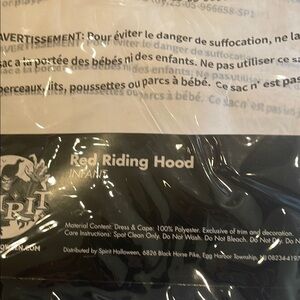 AVERTISSEMENT: Pour éviter le danger de suffocation, ne la
sac a la portée des bébés ni des enfants. Ne pas utiliser ce sa
berceaux, lits, poussettes ou parcs à bébé. Ce sac n'est pas
Red Riding Hood
INFANT
Material Content: Dress & Cape: 100% Polyester. Exclusive of trim and decoration.
Care Instructions: Spot Clean Only. Do Not Wash. Do Not Bleach. Do Not Dry. Do N
Distributed by Spirit Halloween, 6826 Black Horse Pike, Egg Harbor Township, NJ 08234-4197